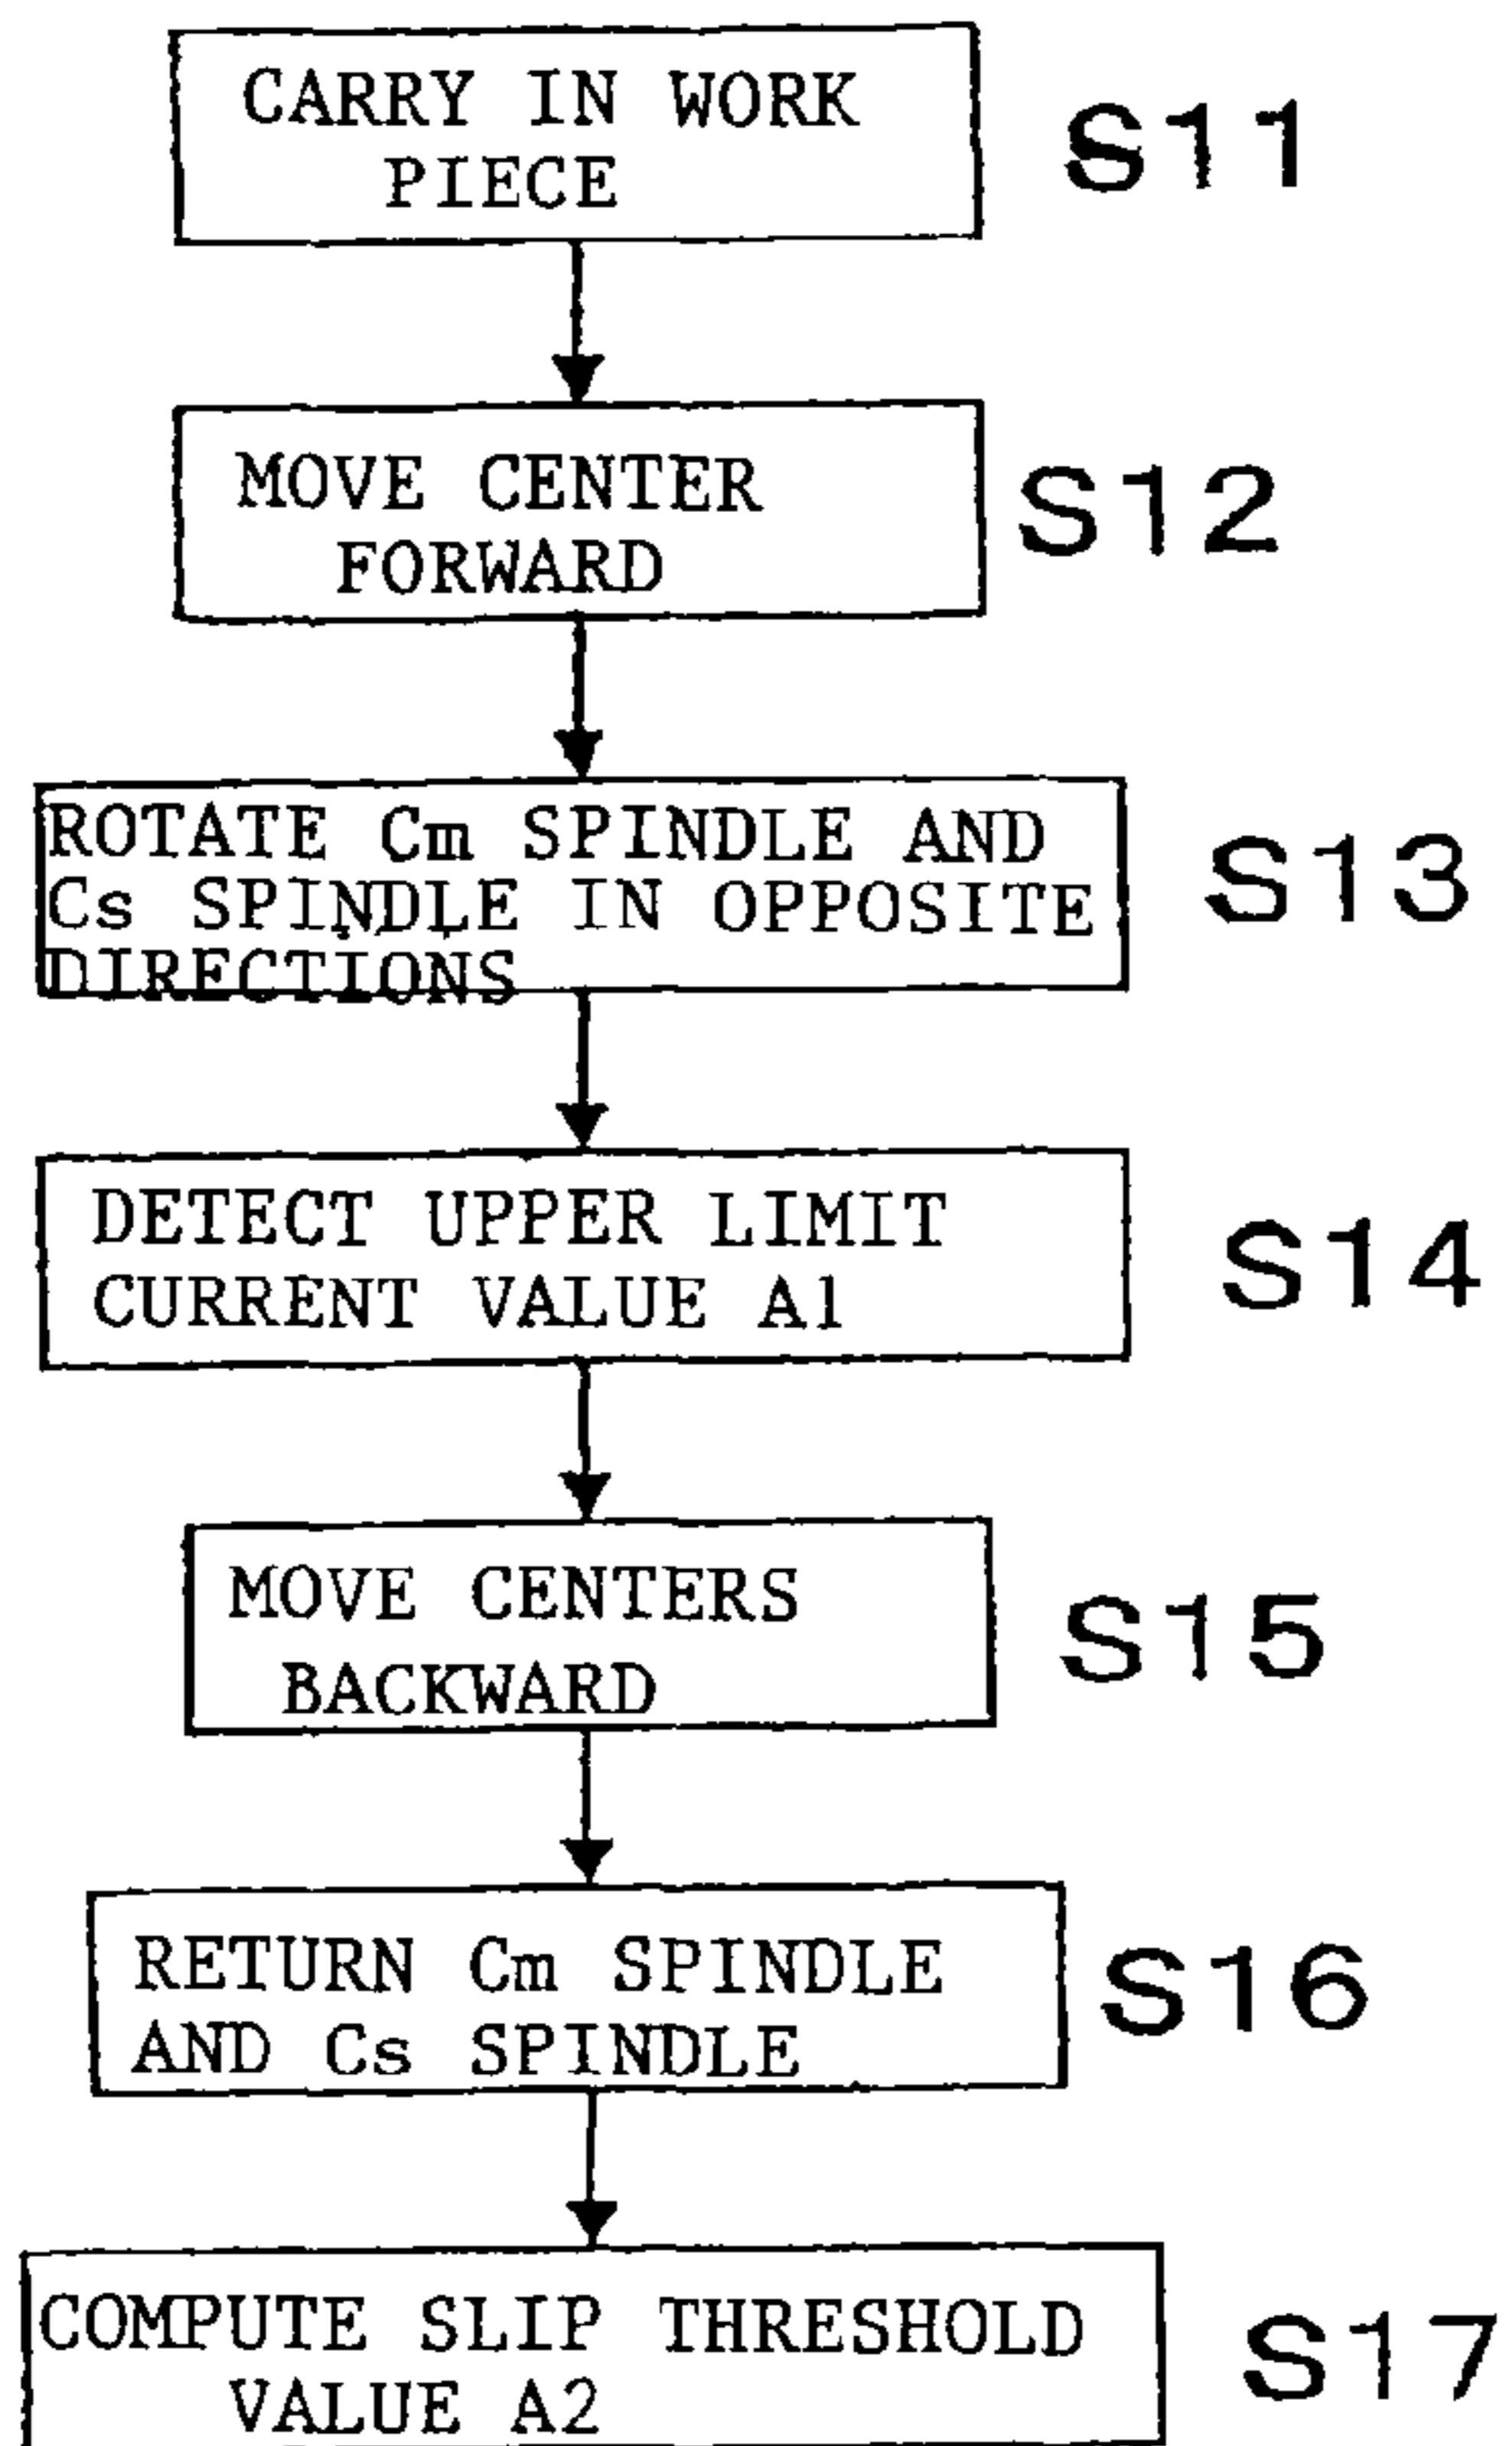 CARRY IN WORK
PIECE
S11
MOVE CENTER
FORWARD
S12
ROTATE Cm SPINDLE AND
Cs SPINDLE IN OPPOSITE
DIRECTIONS
S13
DETECT UPPER LIMIT
CURRENT VALUE A1
S14
MOVE CENTERS
BACKWARD
S15
RETURN Cm SPINDLE
AND Cs SPINDLE
S16
COMPUTE SLIP THRESHOLD
VALUE A2
S17